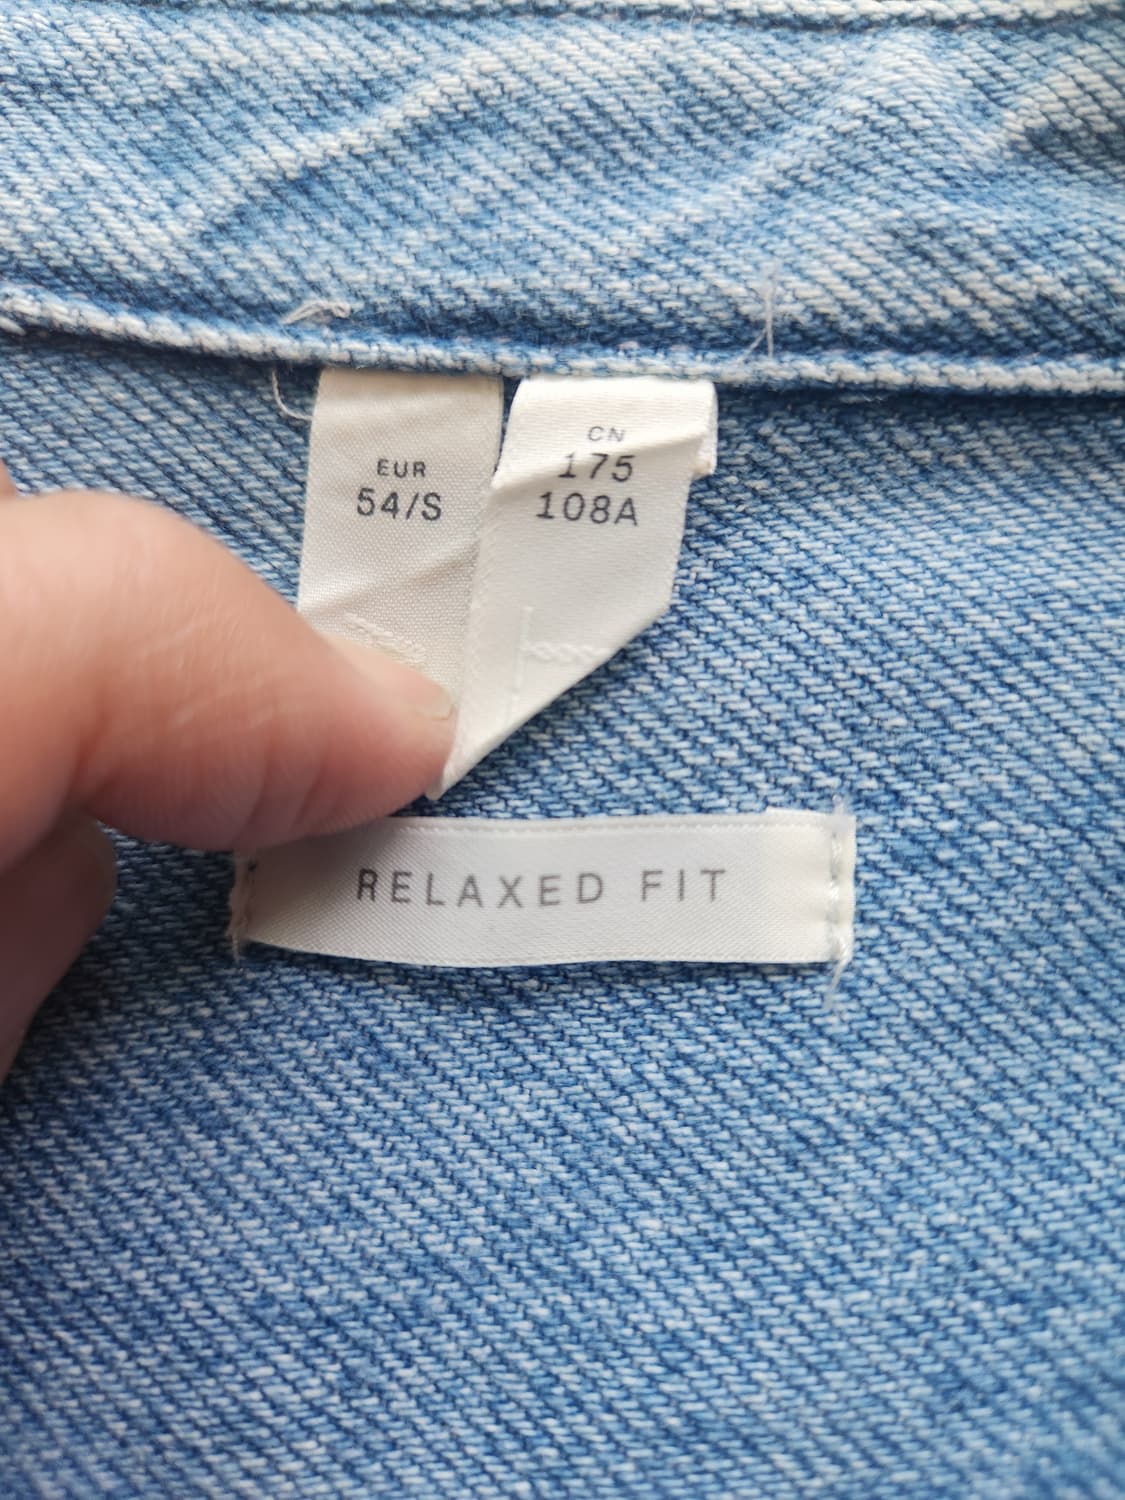 EUR
54/S
CN
175
108A
RELAXED FIT